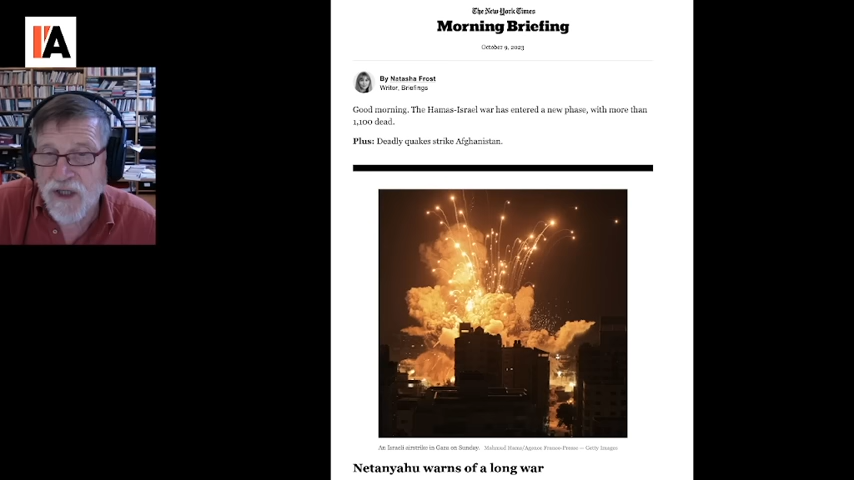 IA
The New York Times
Morning Briefing
October 9, 2023
By Natasha Frost
Writer, Briefings
Good morning. The Hamas-Israel war has entered a new phase, with more than
1,100 dead.
Plus: Deadly quakes strike Afghanistan.
An Israeli airstrike in Gaza on Sunday. Mohammed Abed/Agence France-Presse — Getty Images
Netanyahu warns of a long war